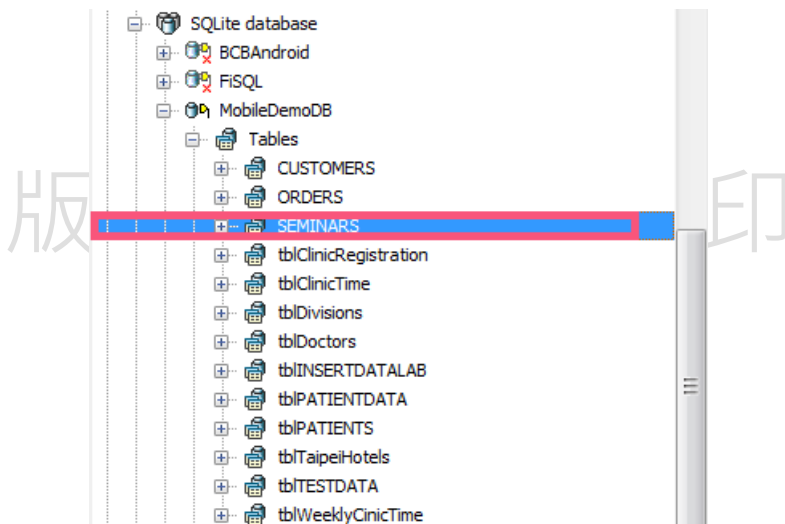 SQLite database
BCBAndroid
FiSQL
MobileDemoDB
Tables
CUSTOMERS
ORDERS
版 印
SEMINARS
tblClinicRegistration
tblClinicTime
tblDivisions
tblDoctors
tblINSERTDATALAB
tblPATIENTDATA
tblPATIENTS
tblTaipeiHotels
tblTESTDATA
tblWeeklyCinicTime